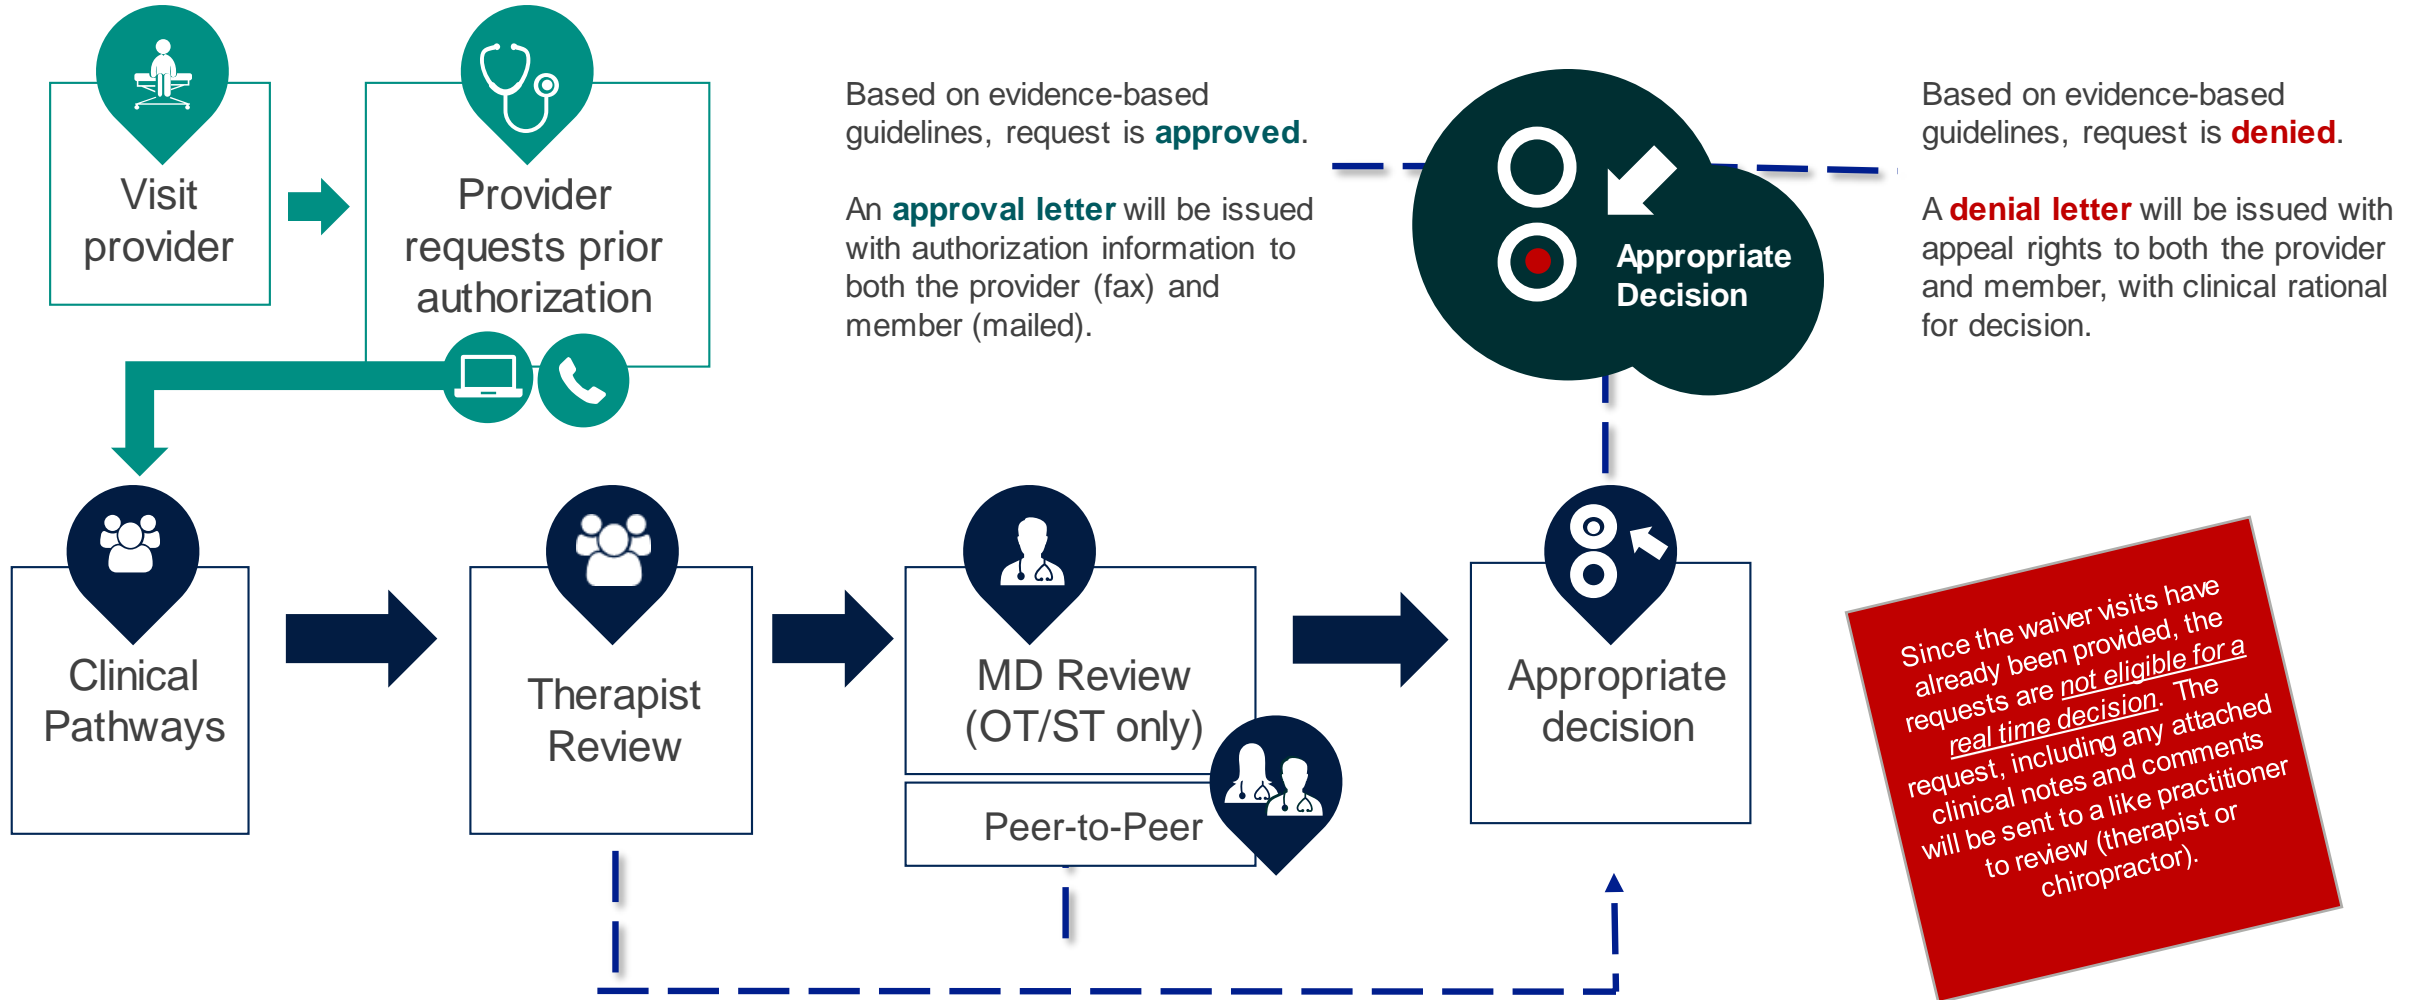 Visit
provider
Provider
requests prior
authorization
Based on evidence-based
guidelines, request is approved.
An approval letter will be issued
with authorization information to
both the provider (fax) and
member (mailed).
Appropriate
Decision
Based on evidence-based
guidelines, request is denied.
A denial letter will be issued with
appeal rights to both the provider
and member, with clinical rational
for decision.
Clinical
Pathways
Therapist
Review
MD Review
(OT/ST only)
Peer-to-Peer
Appropriate
decision
Since the waiver visits have
already been provided, the
requests are not eligible for a
real time decision. The
request, including any attached
clinical notes and comments
will be sent to a like practitioner
to review (therapist or
chiropractor).